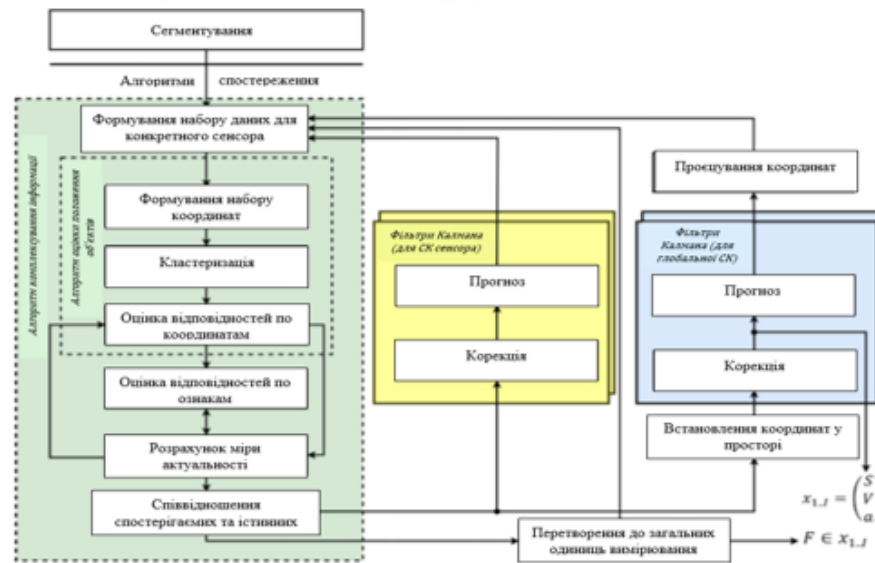 Сегментування
Алгоритми спостереження
Формування набору даних для
конкретного сенсора
Алгоритм комплексування інформації
Алгоритм оцінки положення
об'єктів
Формування набору
координат
Кластеризація
Оцінка відповідностей по
координатам
Оцінка відповідностей по
ознакам
Розрахунок міри
актуальності
Співвідношення
спостерігаємих та істинних
Фільтри Калмана
(для СК сенсора)
Прогноз
Корекція
Проєцування координат
Фільтри
Калмана (для
глобальної СК)
Прогноз
Корекція
Встановлення координат у
просторі
Перетворення до загальних
одиниць вимірювання
x₁..I = (S
V
a
F ∈ x₁..I